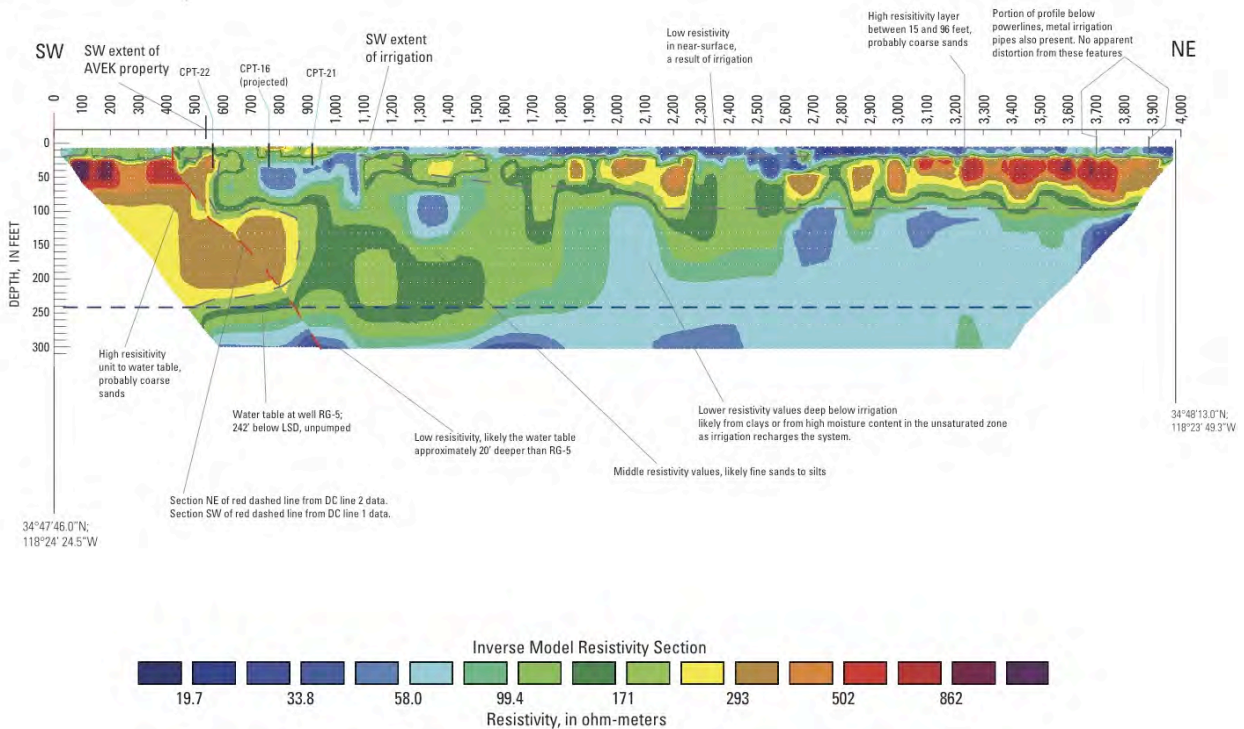 SW
SW extent of
AVEK property
CPT-22
CPT-16
(projected)
CPT-21
SW extent
of irrigation
Low resistivity
in near-surface,
a result of irrigation
High resisitivity layer
between 15 and 96 feet,
probably coarse sands
Portion of profile below
powerlines, metal irrigation
pipes also present. No apparent
distortion from these features
NE
0 100 200 300 400 500 600 700 800 900 1,000 1,100 1,200 1,300 1,400 1,500 1,600 1,700 1,800 1,900 2,000 2,100 2,200 2,300 2,400 2,500 2,600 2,700 2,800 2,900 3,000 3,100 3,200 3,300 3,400 3,500 3,600 3,700 3,800 3,900 4,000
DEPTH, IN FEET
0
50
100
150
200
250
300
High resisitivity
unit to water table,
probably coarse
sands
Water table at well RG-5;
242' below LSD, unpumped
Low resistivity, likely the water table
approximately 20' deeper than RG-5
Lower resistivity values deep below irrigation
likely from clays or from high moisture content in the unsaturated zone
as irrigation recharges the system.
Middle resistivity values, likely fine sands to silts
Section NE of red dashed line from DC line 2 data.
Section SW of red dashed line from DC line 1 data.
34°47'46.0"N;
118°24' 24.5"W
34°48'13.0"N;
118°23' 49.3"W
Inverse Model Resistivity Section
19.7 33.8 58.0 99.4 171 293 502 862
Resistivity, in ohm-meters